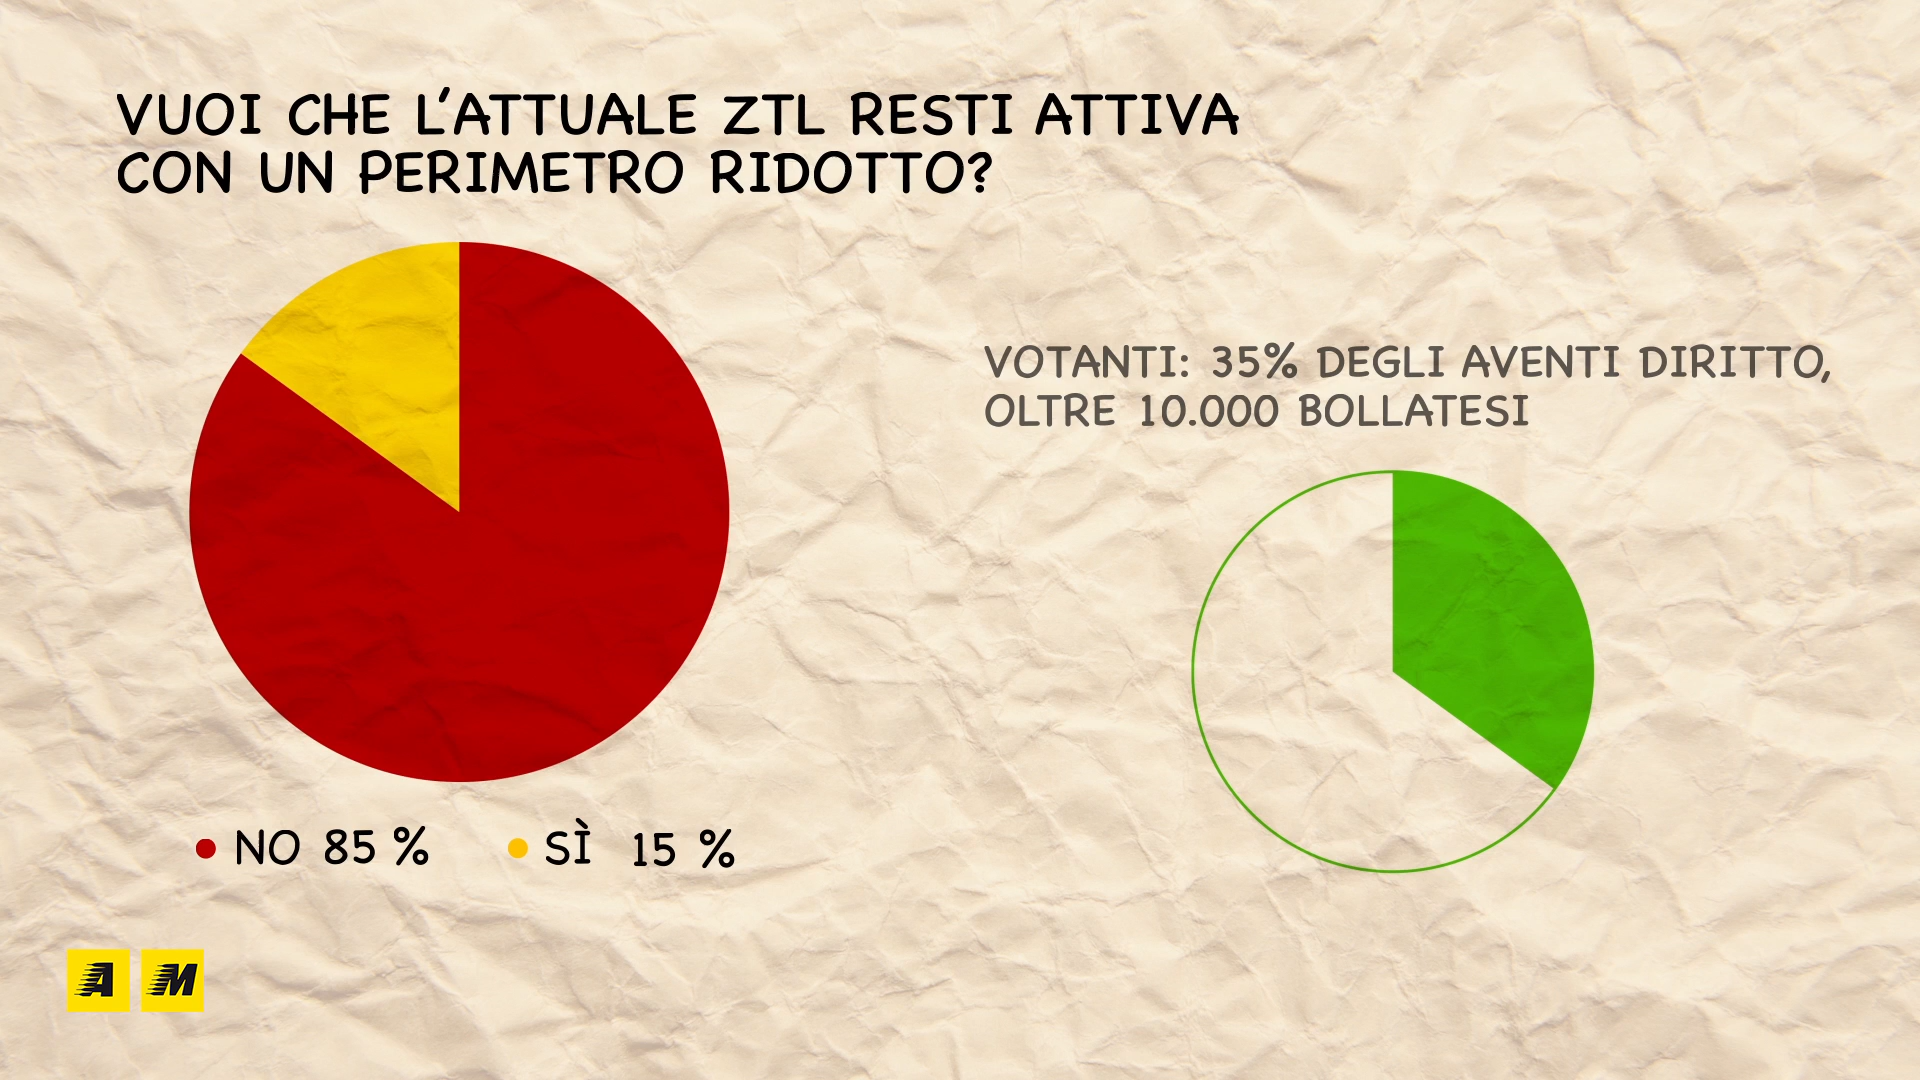 VUOI CHE L'ATTUALE ZTL RESTI ATTIVA
CON UN PERIMETRO RIDOTTO?
VOTANTI: 35% DEGLI AVENTI DIRITTO,
OLTRE 10.000 BOLLATESI
NO 85 % SÌ 15 %
A M